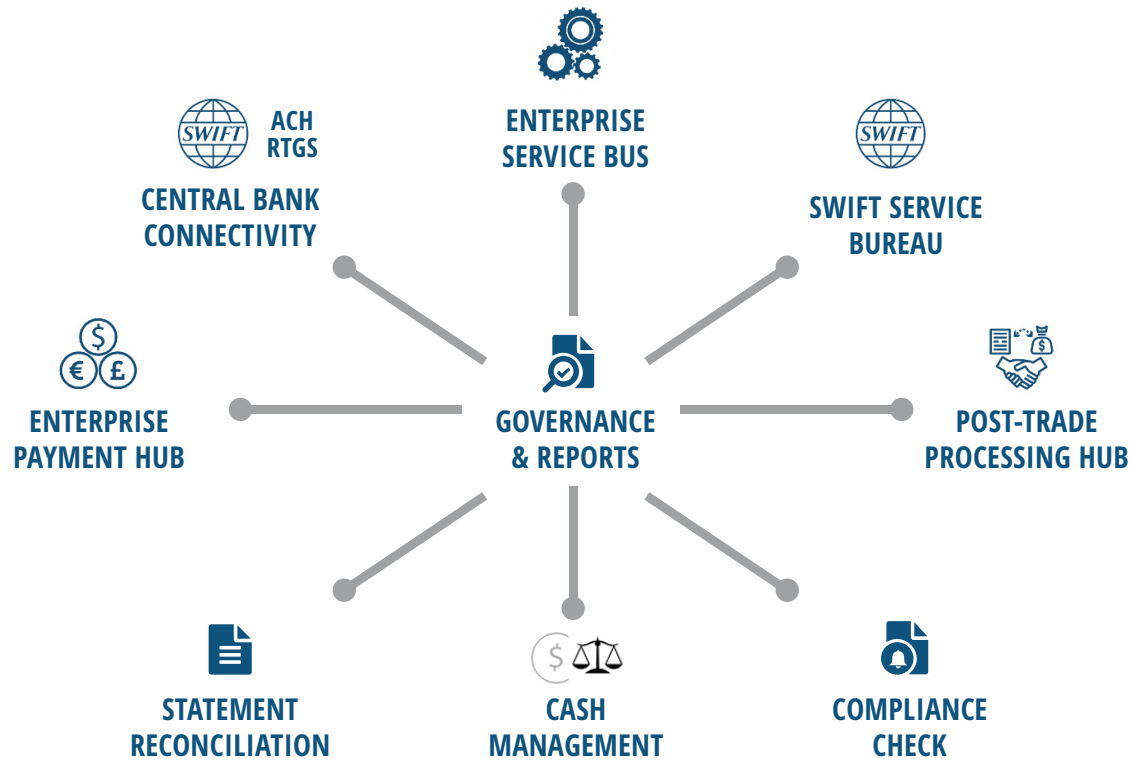 ENTERPRISE
SERVICE BUS
SWIFT
ACH
RTGS
CENTRAL BANK
CONNECTIVITY
SWIFT
SWIFT SERVICE
BUREAU
$
€ £
ENTERPRISE
PAYMENT HUB
GOVERNANCE
& REPORTS
$
POST-TRADE
PROCESSING HUB
STATEMENT
RECONCILIATION
$
CASH
MANAGEMENT
COMPLIANCE
CHECK